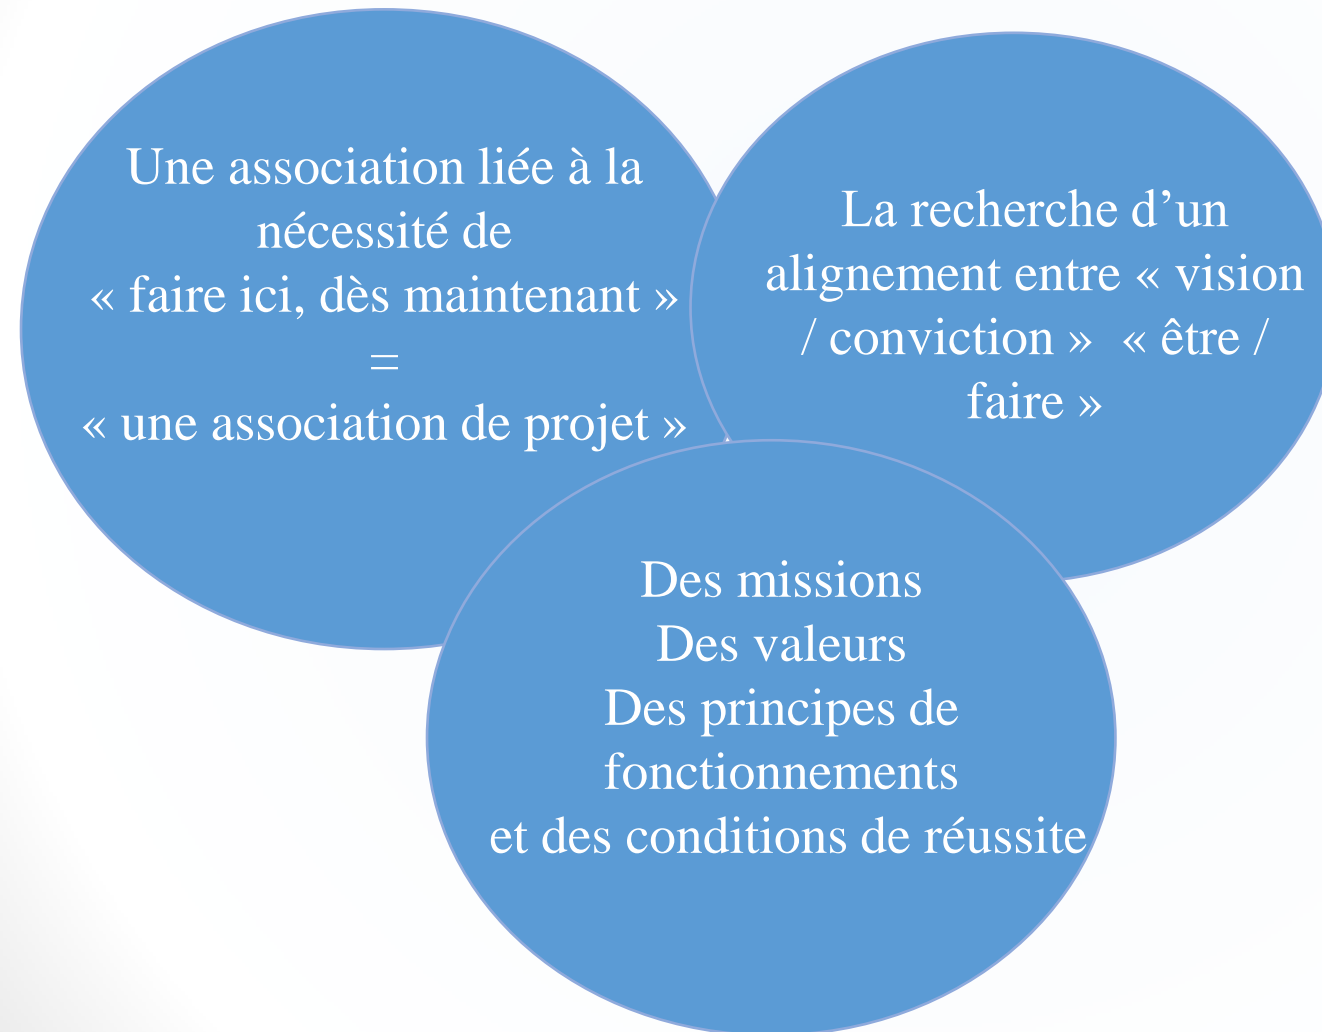 Une association liée à la
nécessité de
« faire ici, dès maintenant »
=
« une association de projet »
La recherche d’un
alignement entre « vision
/ conviction »  « être /
faire »
Des missions
Des valeurs
Des principes de
fonctionnements
et des conditions de réussite